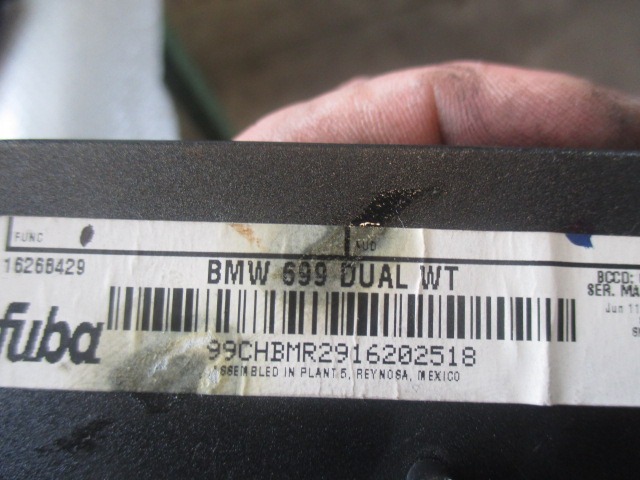 FUNC
AUD
16268429
BMW 699 DUAL WT
BCCD:
SER. MA
Jun 11
fuba
99CHBMR2916202518
ASSEMBLED IN PLANT 5, REYNOSA, MEXICO